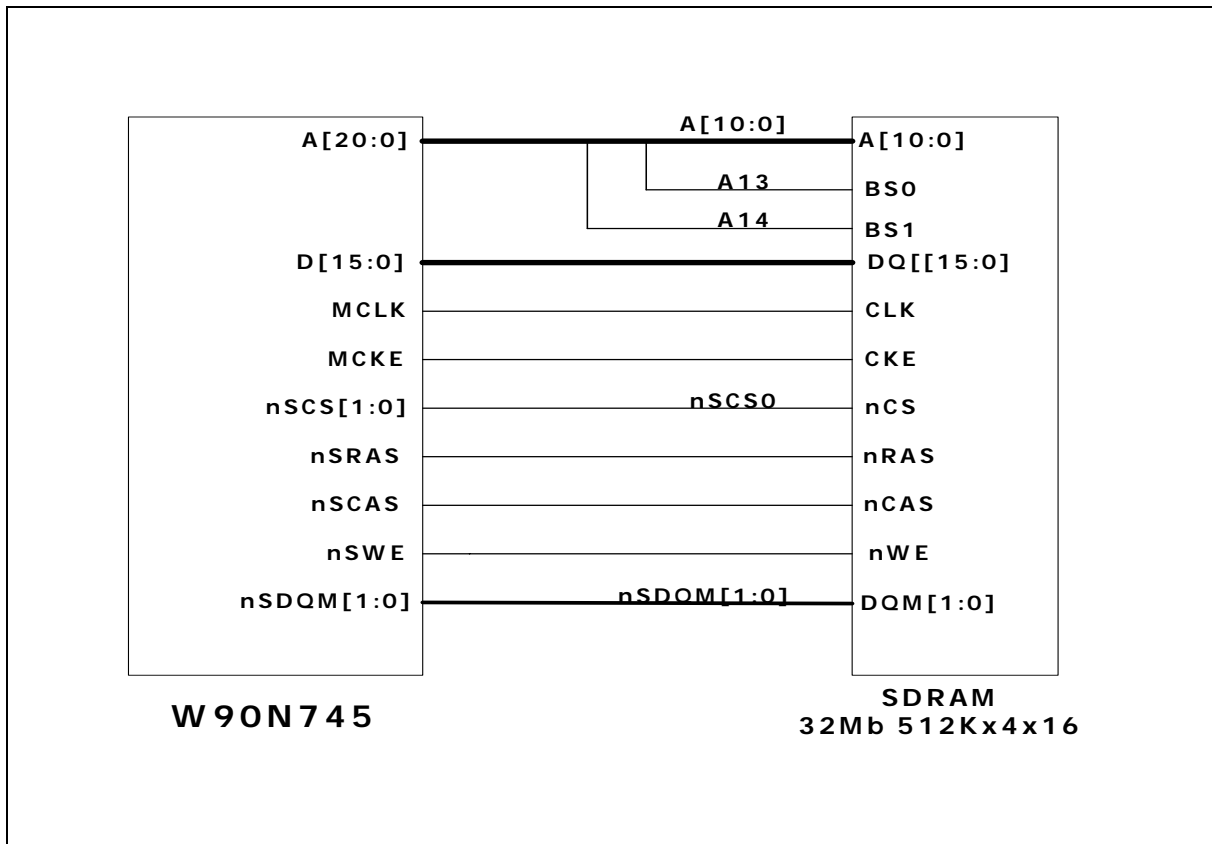 A[20:0] A[10:0] A[10:0]
A13 BS0
A14 BS1
D[15:0] DQ[[15:0]
MCLK CLK
MCKE CKE
nSCS[1:0] nSCS0 nCS
nSRAS nRAS
nSCAS nCAS
nSWE nWE
nSDQM[1:0] nSDQM[1:0] DQM[1:0]
W90N745 SDRAM
32Mb 512Kx4x16